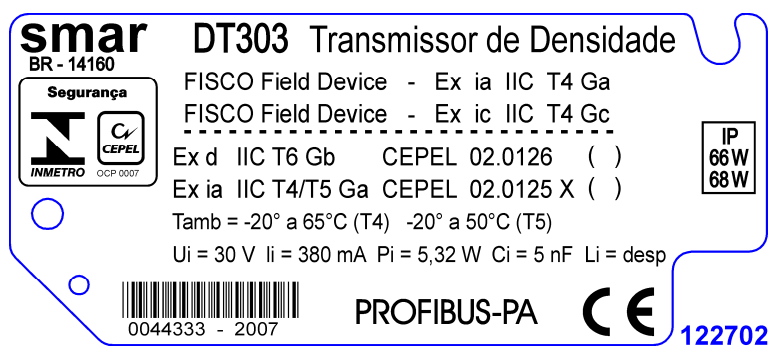 smar DT303 Transmissor de Densidade
BR - 14160
FISCO Field Device - Ex ia IIC T4 Ga
FISCO Field Device - Ex ic IIC T4 Gc
Segurança
INMETRO
CEPEL
OCP 0007
Ex d IIC T6 Gb CEPEL 02.0126 ( )
Ex ia IIC T4/T5 Ga CEPEL 02.0125 X ( )
IP
66W
68W
Tamb = -20° a 65°C (T4) -20° a 50°C (T5)
Ui = 30 V Ii = 380 mA Pi = 5,32 W Ci = 5 nF Li = desp
0044333 - 2007
PROFIBUS-PA CE
122702